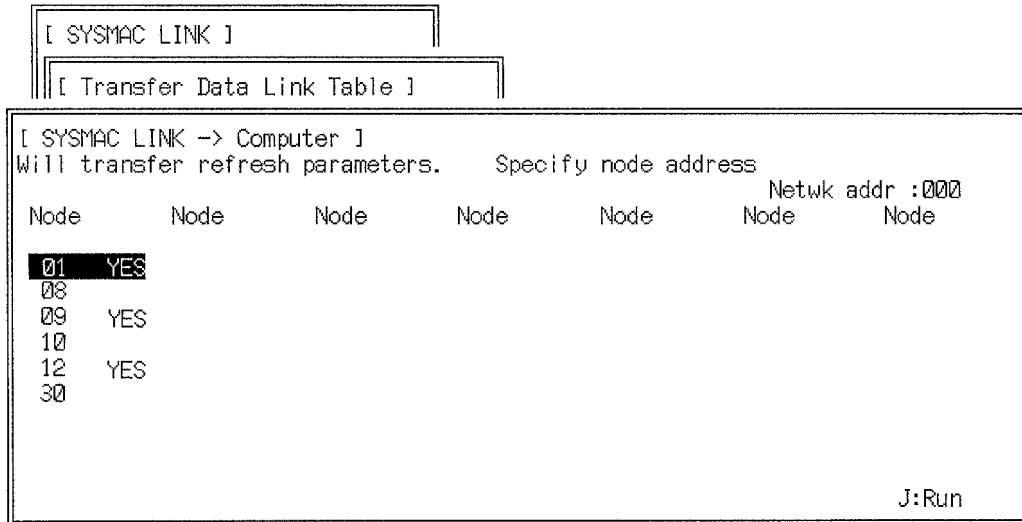 [ SYSMAC LINK ]
[ Transfer Data Link Table ]
[ SYSMAC LINK -> Computer ]
Will transfer refresh parameters. Specify node address
Netwk addr :000
Node Node Node Node Node Node Node
01 YES
08
09 YES
10
12 YES
30
J:Run